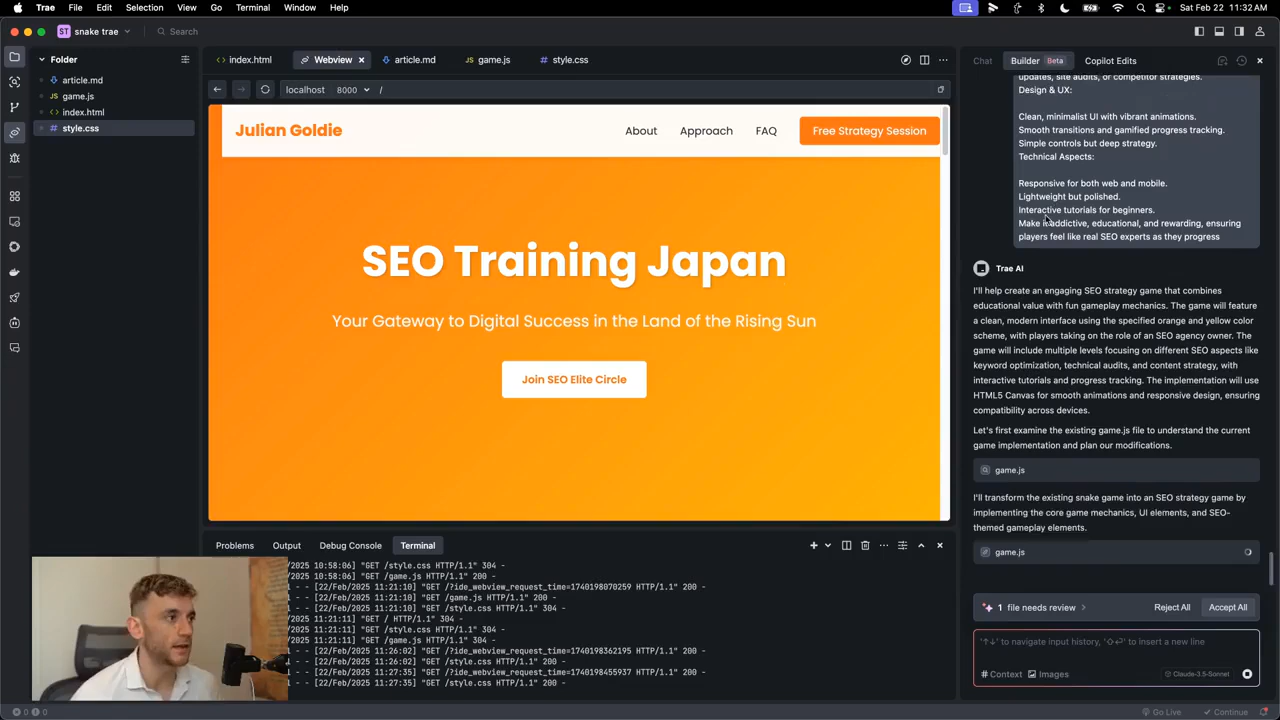 Trae File Edit Selection View Go Terminal Window Help Sat Feb 22 11:32 AM
ST snake trae Search
Folder
article.md
game.js
index.html
style.css
index.html Webview article.md game.js style.css
localhost 8000 /
Julian Goldie About Approach FAQ Free Strategy Session
SEO Training Japan
Your Gateway to Digital Success in the Land of the Rising Sun
Join SEO Elite Circle
Problems Output Debug Console Terminal
/2025 10:58:06] "GET /style.css HTTP/1.1" 304 -
/2025 10:58:06] "GET /game.js HTTP/1.1" 200 -
1 - - [22/Feb/2025 11:21:10] "GET /?ide_webview_request_time=1740198070259 HTTP/1.1" 200 -
1 - - [22/Feb/2025 11:21:10] "GET /game.js HTTP/1.1" 200 -
1 - - [22/Feb/2025 11:21:10] "GET /style.css HTTP/1.1" 304 -
1 - - [22/Feb/2025 11:21:11] "GET / HTTP/1.1" 304 -
1 - - [22/Feb/2025 11:21:11] "GET /style.css HTTP/1.1" 304 -
1 - - [22/Feb/2025 11:21:11] "GET /game.js HTTP/1.1" 304 -
1 - - [22/Feb/2025 11:26:02] "GET /?ide_webview_request_time=1740198362195 HTTP/1.1" 200 -
1 - - [22/Feb/2025 11:26:02] "GET /style.css HTTP/1.1" 200 -
1 - - [22/Feb/2025 11:27:35] "GET /?ide_webview_request_time=1740198455937 HTTP/1.1" 200 -
1 - - [22/Feb/2025 11:27:35] "GET /style.css HTTP/1.1" 200 -
Chat Builder Beta Copilot Edits
updates, site audits, or competitor strategies.
Design & UX:
Clean, minimalist UI with vibrant animations.
Smooth transitions and gamified progress tracking.
Simple controls but deep strategy.
Technical Aspects:
Responsive for both web and mobile.
Lightweight but polished.
Interactive tutorials for beginners.
Make it addictive, educational, and rewarding, ensuring
players feel like real SEO experts as they progress
Trae AI
I'll help create an engaging SEO strategy game that combines
educational value with fun gameplay mechanics. The game will feature
a clean, modern interface using the specified orange and yellow color
scheme, with players taking on the role of an SEO agency owner. The
game will include multiple levels focusing on different SEO aspects like
keyword optimization, technical audits, and content strategy, with
interactive tutorials and progress tracking. The implementation will use
HTML5 Canvas for smooth animations and responsive design, ensuring
compatibility across devices.
Let's first examine the existing game.js file to understand the current
game implementation and plan our modifications.
game.js
I'll transform the existing snake game into an SEO strategy game by
implementing the core game mechanics, UI elements, and SEO-
themed gameplay elements.
game.js
1 file needs review Reject All Accept All
'↑↓' to navigate input history, '⇧⏎' to insert a new line
# Context Images Claude-3.5-Sonnet
0 0 Go Live Continue